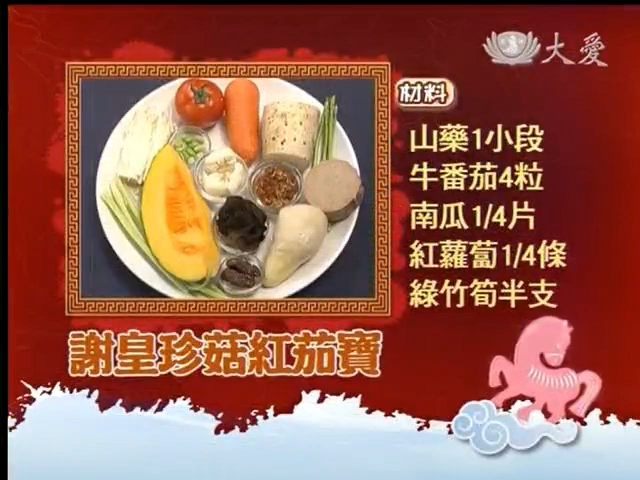 大愛
材料
山藥1小段
牛番茄4粒
南瓜1/4片
紅蘿蔔1/4條
綠竹筍半支
謝皇珍菇紅茄寶